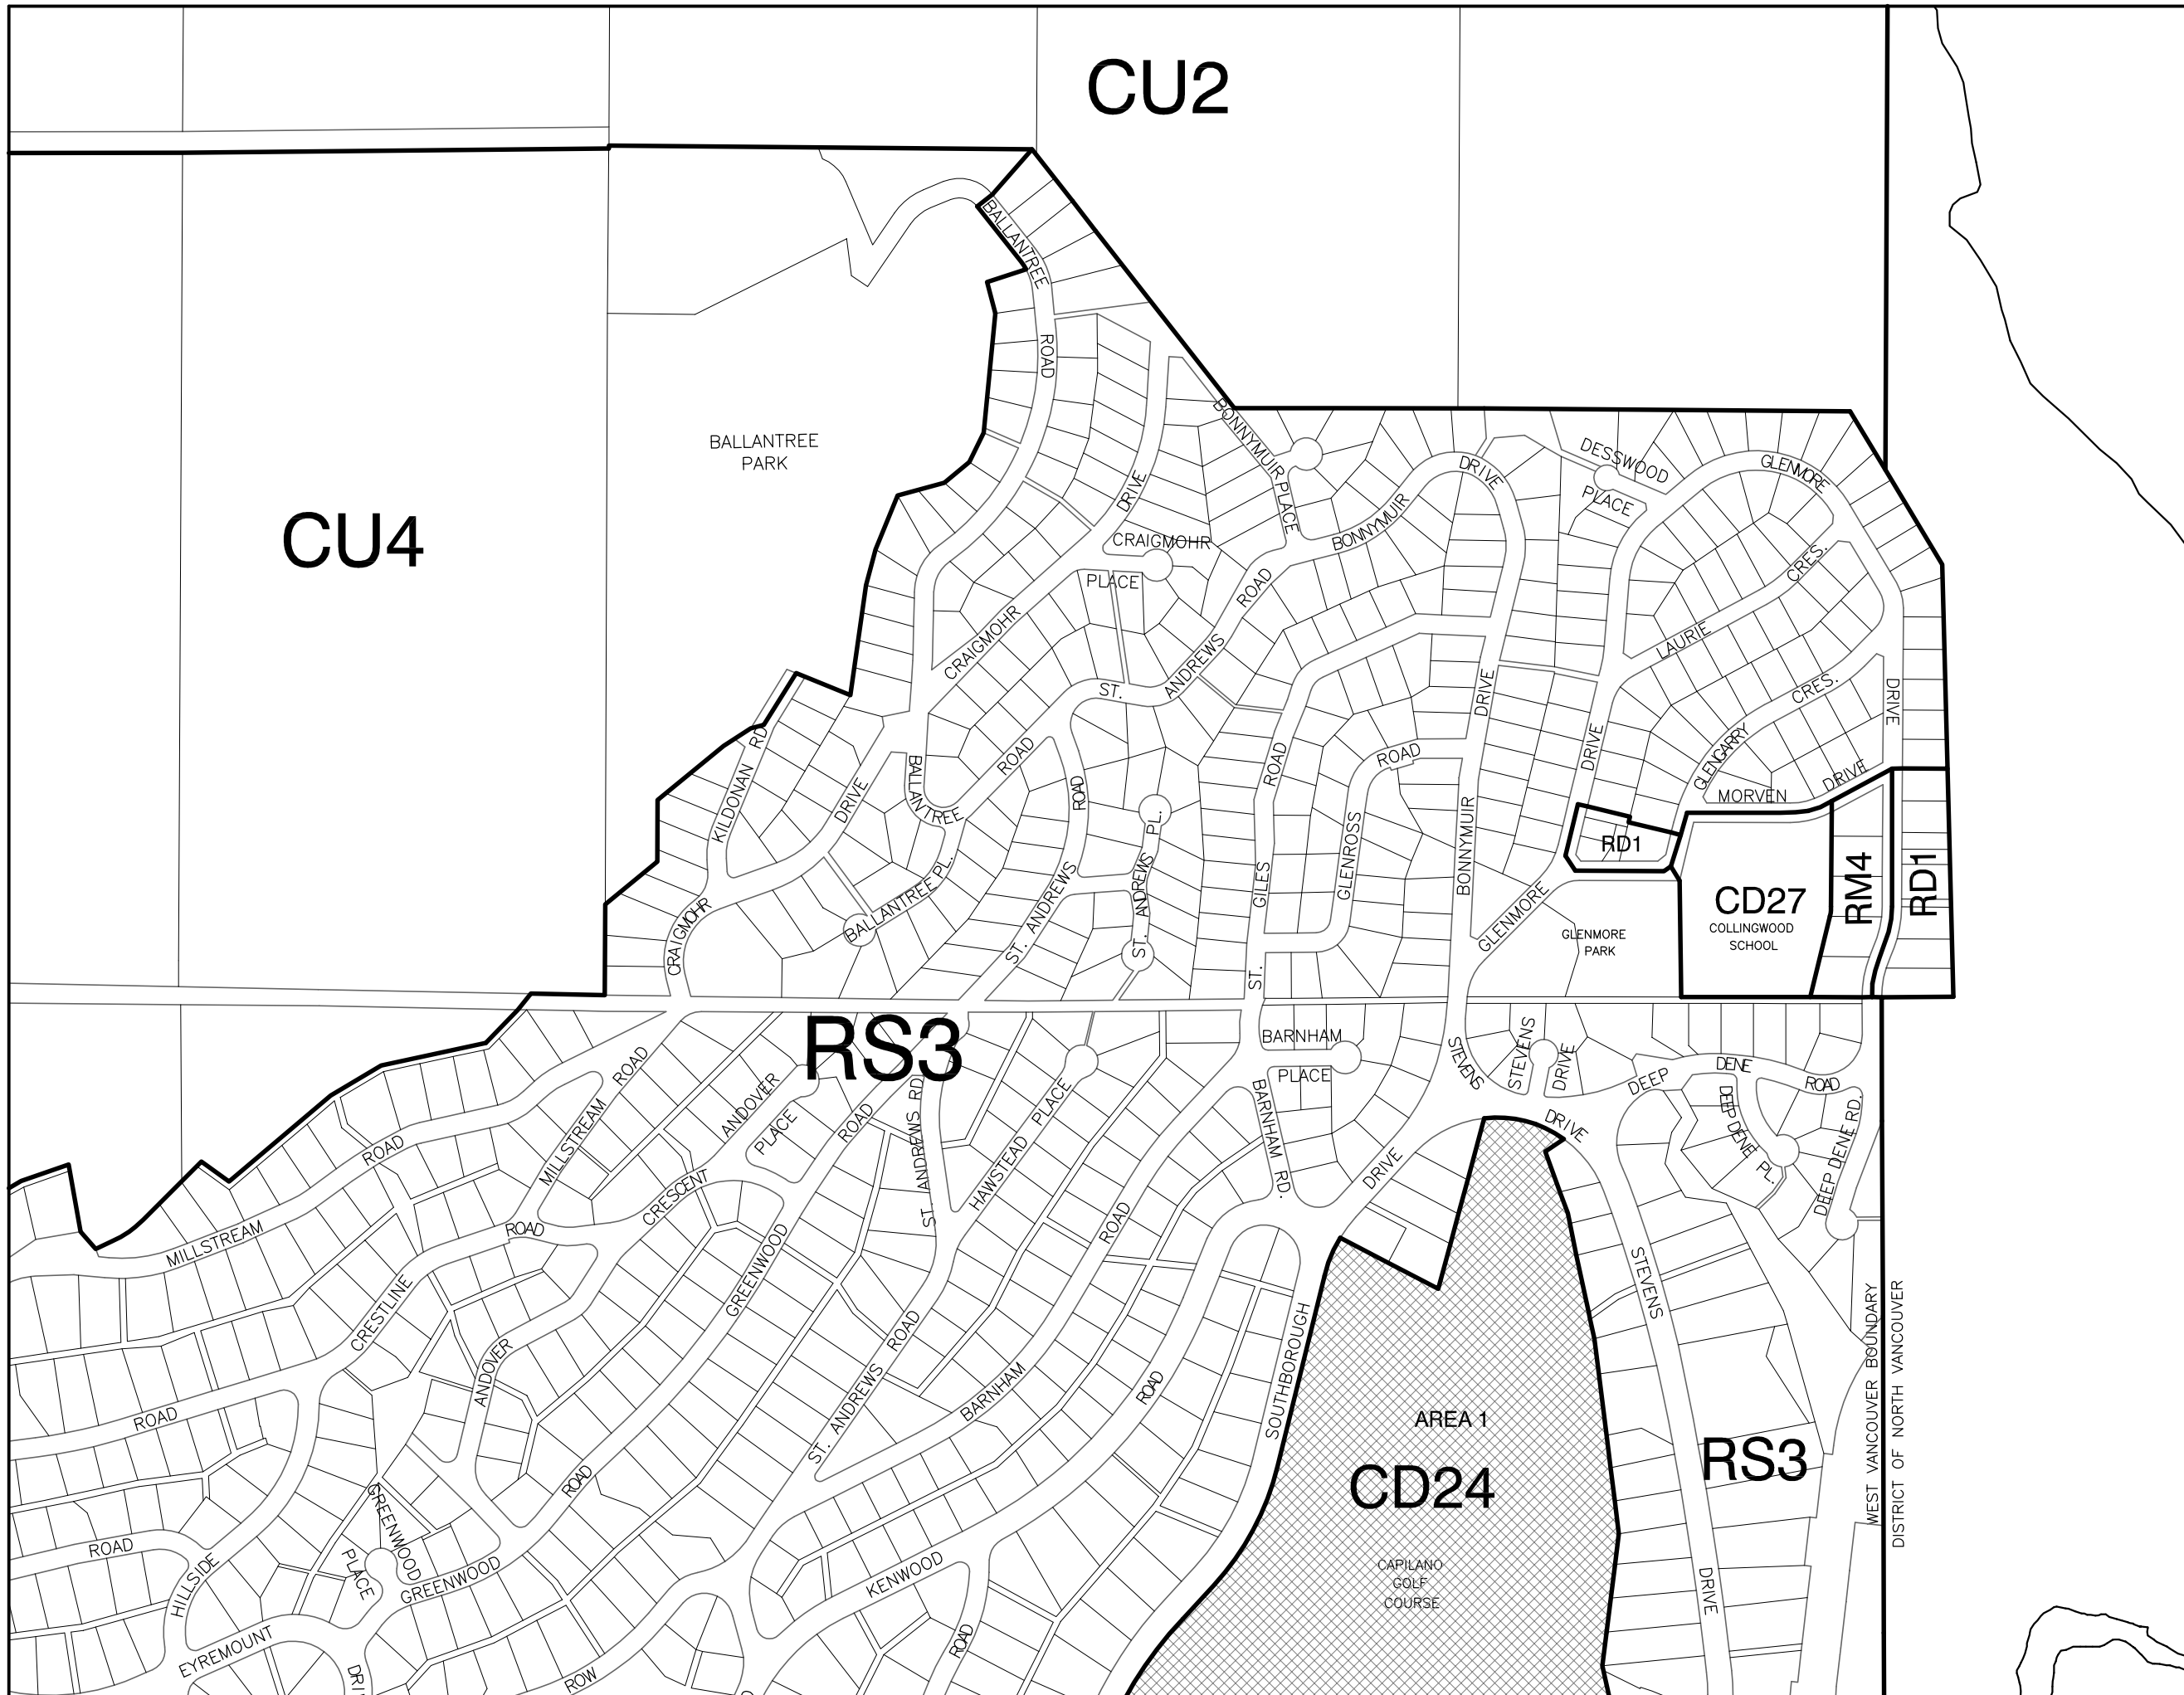 CU2
BALLANTREE
ROAD
BALLANTREE
PARK
CU4
BONNYMUIR
PLACE
DRIVE
CRAIGMOHR
PLACE
BONNYMUIR
DRIVE
DESSWOOD
PLACE
GLENMORE
CRES.
LAURIE
CRES.
GLENGARRY
DRIVE
MORVEN
DRIVE
CRAIGMOHR
ST.
ANDREWS
ROAD
ROAD
DRIVE
DRIVE
ROAD
ROAD
KILDONAN RD
DRIVE
BALLANTREE
ROAD
BALLANTREE PL.
ST. ANDREWS
ST. ANDREWS PL.
GILES
ST.
GLENROSS
BONNYMUIR
GLENMORE
RD1
CD27
COLLINGWOOD
SCHOOL
RM4
RD1
GLENMORE
PARK
CRAIGMOHR
RS3
BARNHAM
PLACE
STEVENS
STEVENS
DRIVE
DEEP
DENE
ROAD
DEEP DENE PL.
DEEP DENE RD.
DRIVE
MILLSTREAM
ROAD
ROAD
MILLSTREAM
ANDOVER
PLACE
ROAD
ST. ANDREWS RD
HAWSTEAD PLACE
BARNHAM RD.
DRIVE
CRESCENT
ROAD
CRESTLINE
GREENWOOD
ROAD
ANDOVER
ST. ANDREWS ROAD
BARNHAM
ROAD
SOUTHBOROUGH
STEVENS
DRIVE
AREA 1
CD24
CAPILANO
GOLF
COURSE
RS3
WEST VANCOUVER BOUNDARY
DISTRICT OF NORTH VANCOUVER
ROAD
ROAD
GREENWOOD
PLACE
GREENWOOD
ROAD
HILLSIDE
EYREMOUNT
ROW
KENWOOD
ROAD